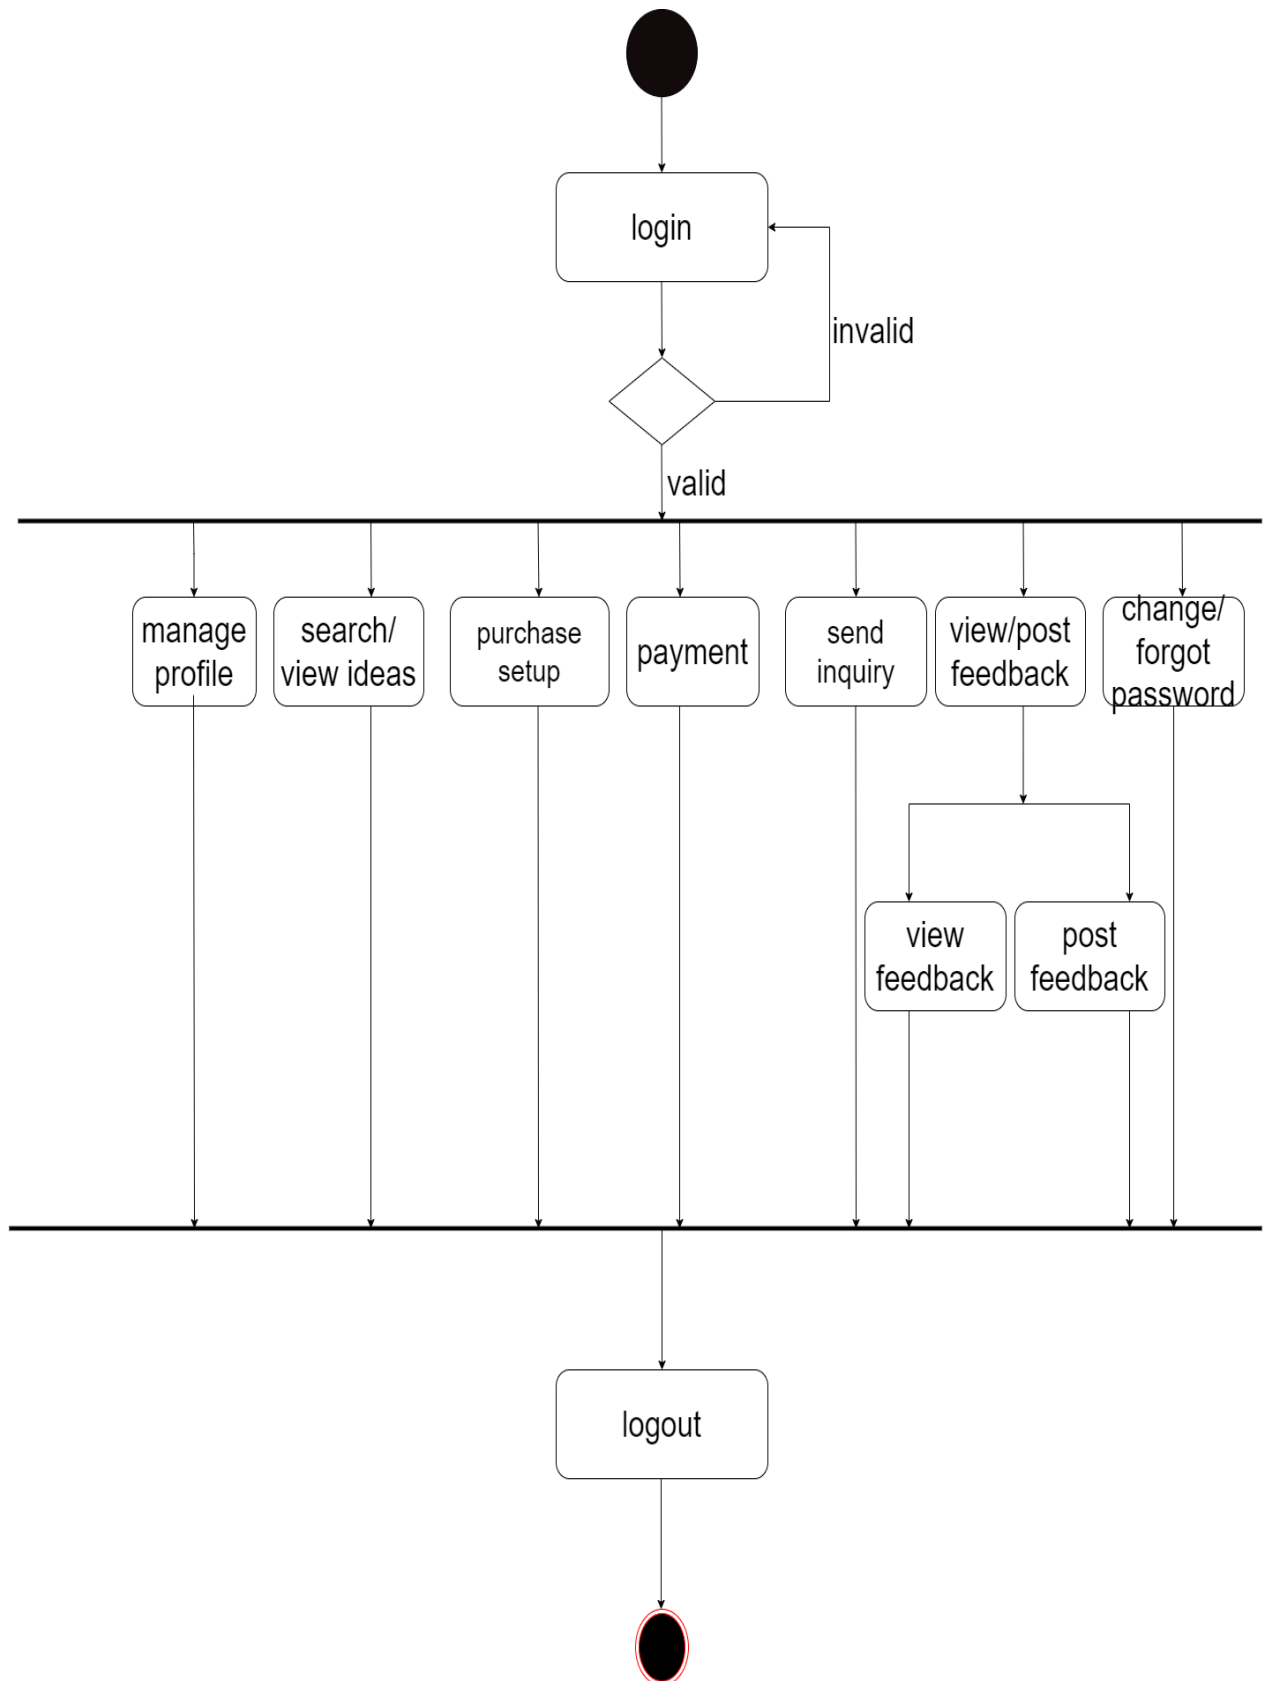 login
invalid
valid
manage
profile
search/
view ideas
purchase
setup
payment
send
inquiry
view/post
feedback
change/
forgot
password
view
feedback
post
feedback
logout